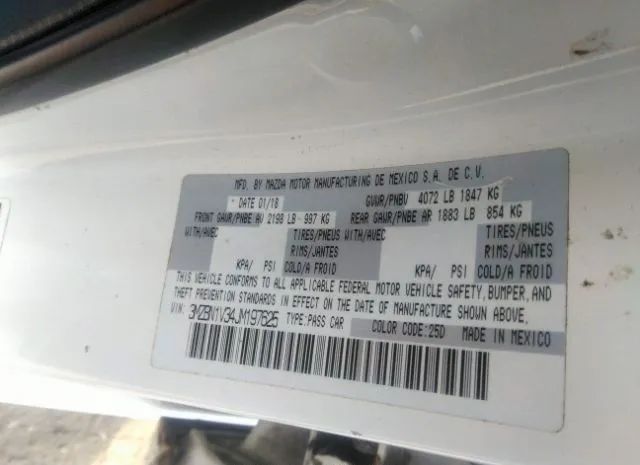 MFD. BY MAZDA MOTOR MANUFACTURING DE MEXICO S.A. DE C.V.
DATE 01/18 GVWR/PNBV 4072 LB 1847 KG
FRONT GAWR/PNBE AV 2198 LB- 997 KG REAR GAWR/PNBE AR 1883 LB 854 KG
WITH/AVEC TIRES/PNEUS WITH/AVEC TIRES/PNEUS
RIMS/JANTES RIMS/JANTES
KPA/ PSI COLD/A FROID KPA/ PSI COLD/A FROID
THIS VEHICLE CONFORMS TO ALL APPLICABLE FEDERAL MOTOR VEHICLE SAFETY, BUMPER, AND
THEFT PREVENTION STANDARDS IN EFFECT ON THE DATE OF MANUFACTURE SHOWN ABOVE.
VIN: 3MZBN1V34JM197625 TYPE:PASS CAR COLOR CODE:25D MADE IN MEXICO